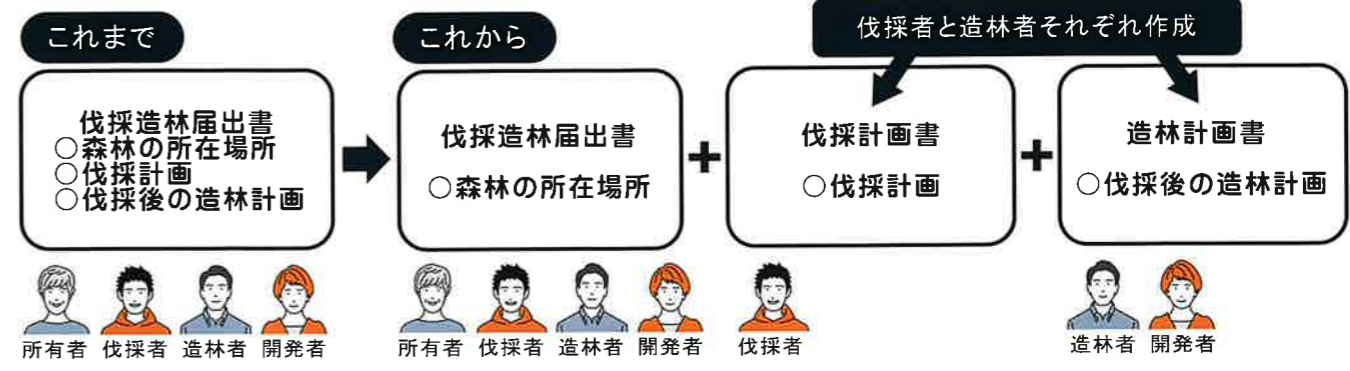 これまで
伐採造林届出書
○森林の所在場所
○伐採計画
○伐採後の造林計画
所有者 伐採者 造林者 開発者
これから
伐採造林届出書
○森林の所在場所
所有者 伐採者 造林者 開発者
+
伐採者と造林者それぞれ作成
伐採計画書
○伐採計画
伐採者
+
造林計画書
○伐採後の造林計画
造林者 開発者